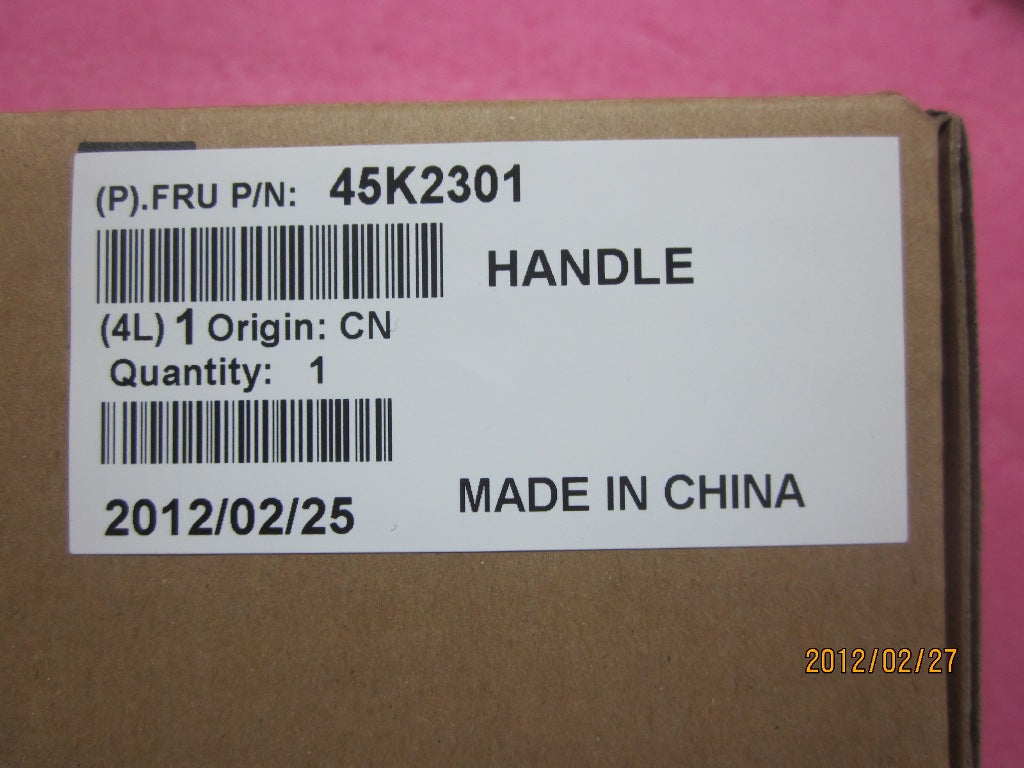 (P).FRU P/N: 45K2301
HANDLE
(4L) 1 Origin: CN
Quantity: 1
2012/02/25
MADE IN CHINA
2012/02/27